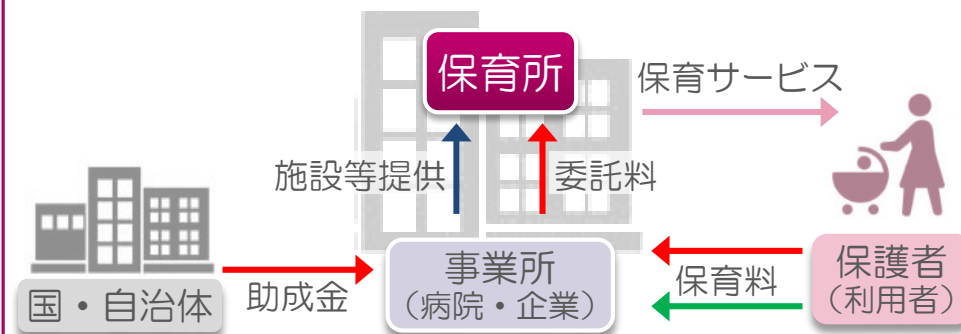 保育所
保育サービス
施設等提供
委託料
国・自治体
助成金
事業所
（病院・企業）
保育料
保護者
（利用者）